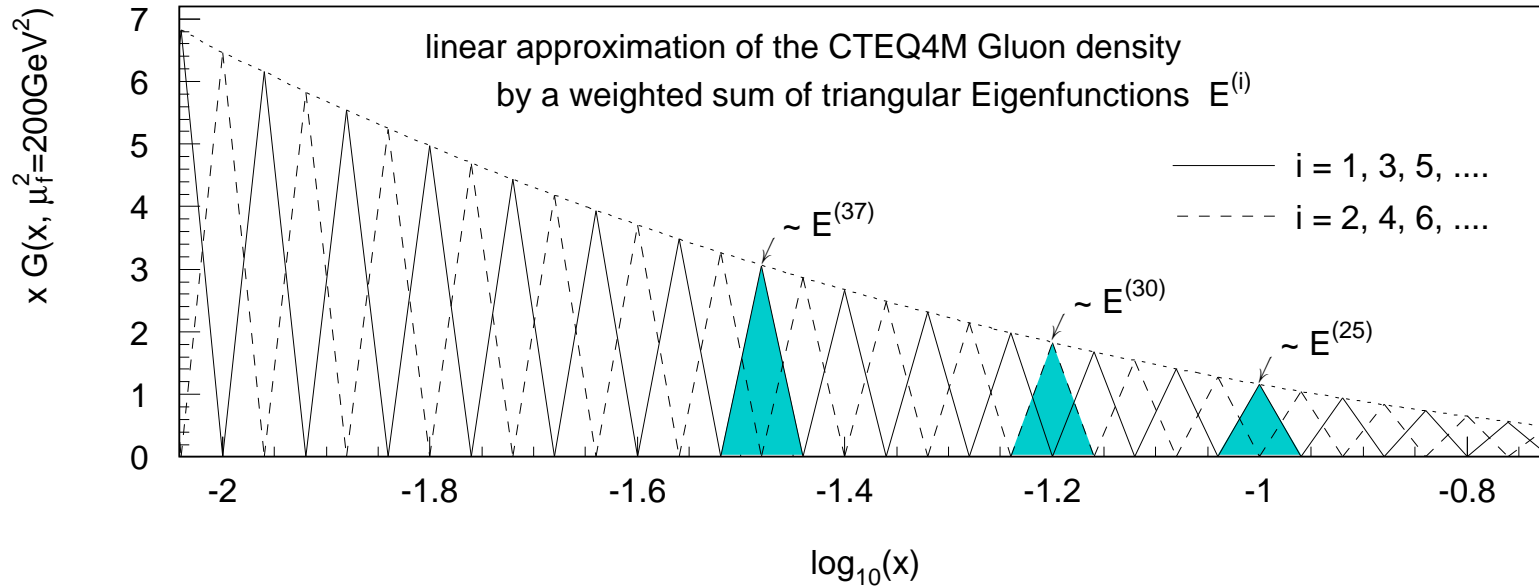 linear approximation of the CTEQ4M Gluon density
by a weighted sum of triangular Eigenfunctions E^(i)
i = 1, 3, 5, ....
i = 2, 4, 6, ....
~ E^(37)
~ E^(30)
~ E^(25)
x G(x, μ_f^2=200GeV^2)
7
6
5
4
3
2
1
0
-2 -1.8 -1.6 -1.4 -1.2 -1 -0.8
log_10(x)